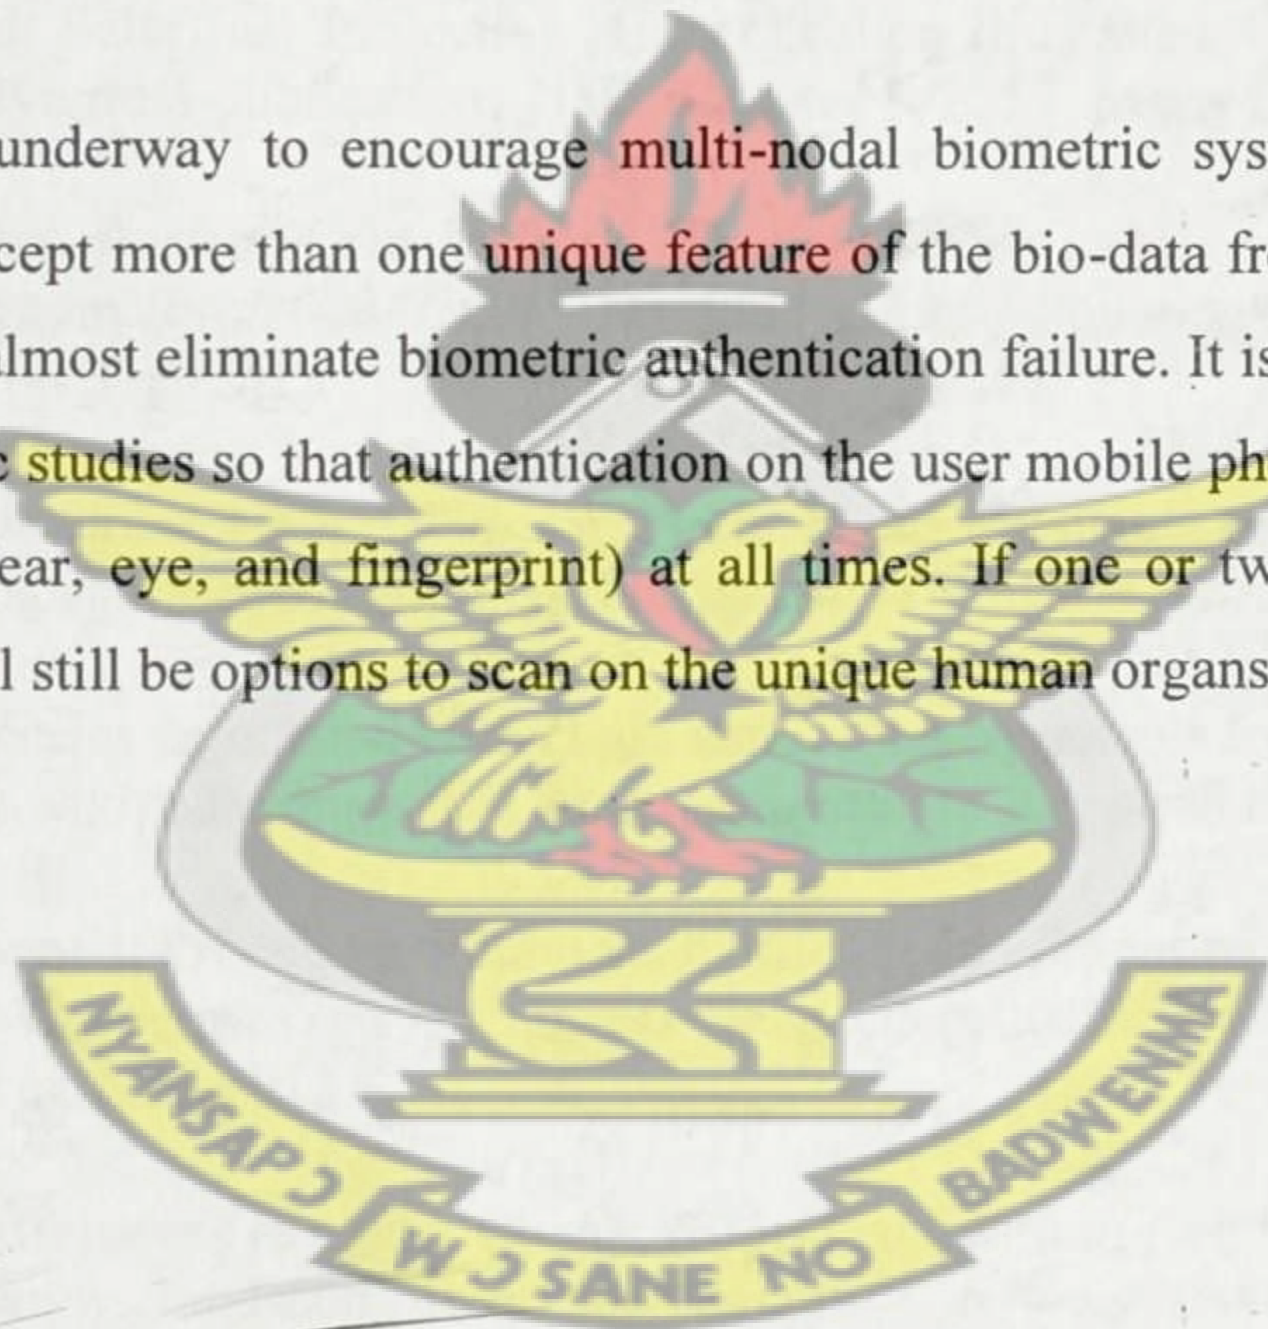 underway to encourage multi-nodal biometric sys
cept more than one unique feature of the bio-data fr
lmost eliminate biometric authentication failure. It is
c studies so that authentication on the user mobile ph
ear, eye, and fingerprint) at all times. If one or tw
l still be options to scan on the unique human organs
NYANSAPƆ
WƆSANE NO
BADWENMA